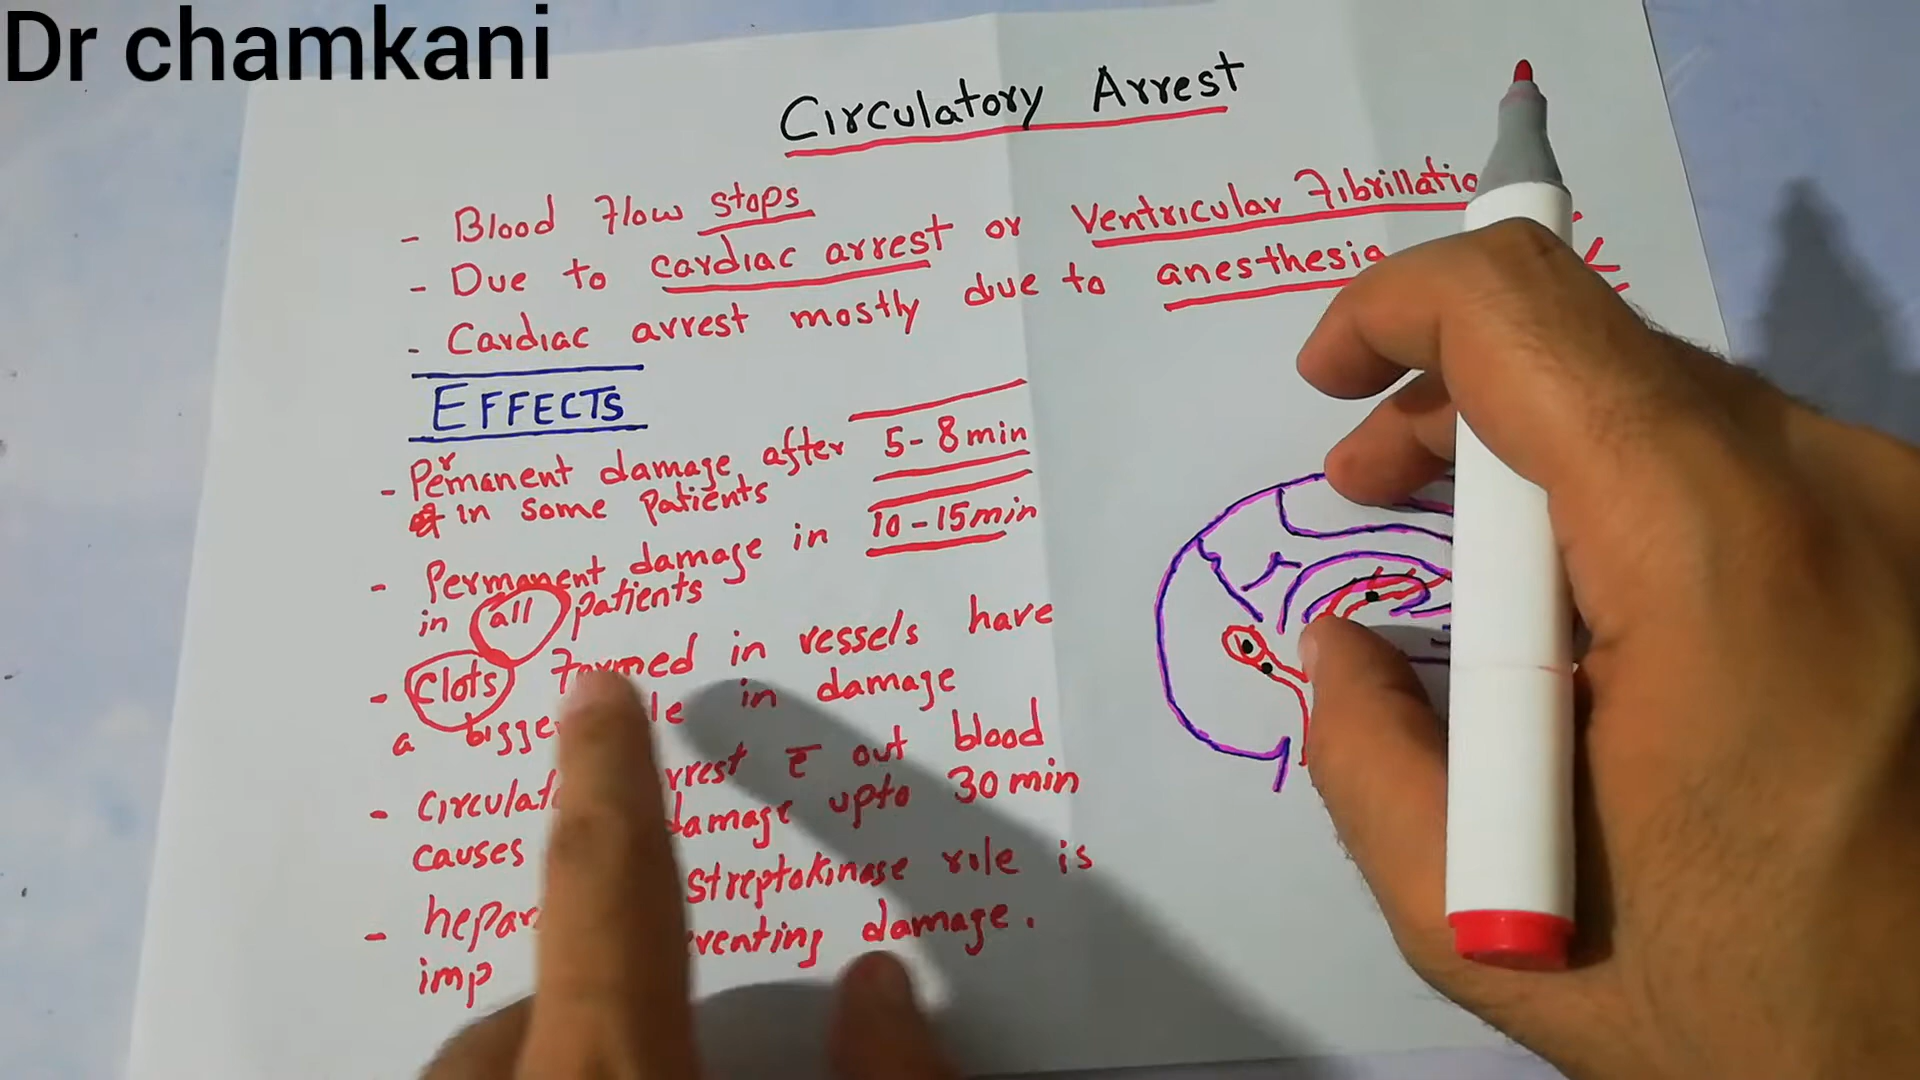 Dr chamkani
Circulatory Arrest
- Blood Flow stops
- Due to cardiac arrest or Ventricular Fibrillatio
- Cardiac arrest mostly due to anesthesia
EFFECTS
- Permanent damage after 5-8 min
in some patients
- Permanent damage in 10-15 min
in all patients
- Clots Formed in vessels have
a bigge le in damage
- Circulat rrest c̄ out blood
causes damage upto 30 min
- hepar streptokinase role is
imp venting damage.